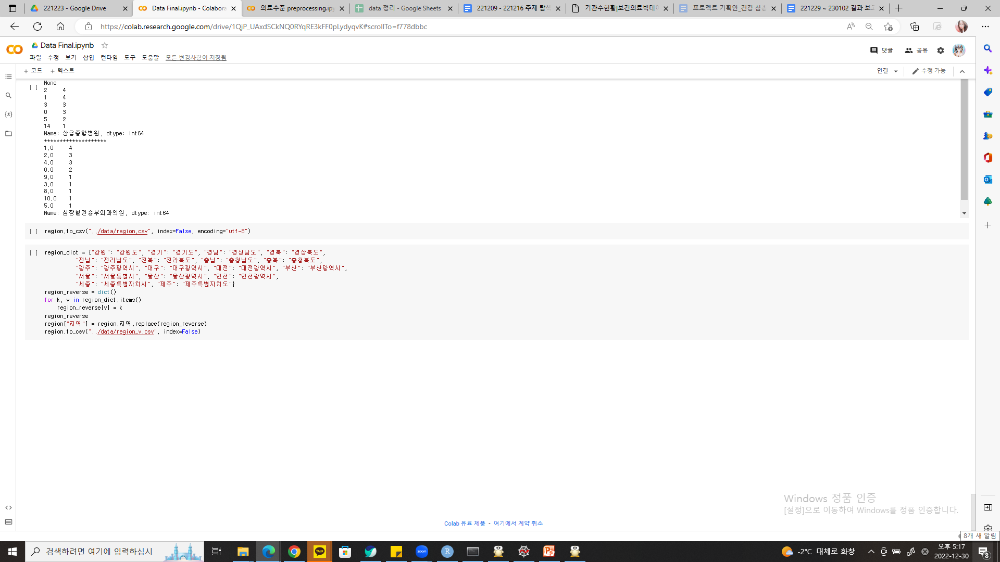 221223 - Google Drive
Data Final.ipynb - Colabora
의료수준 preprocessing.ipy
data 정리 - Google Sheets
221209 - 221216 주제 탐색
기관수현황|보건의료빅데이
프로젝트 기획안_건강 삼촌
221229 ~ 230102 결과 보고
https://colab.research.google.com/drive/1QjP_UAxdSCkNQ0RYqRE3kFF0pLydyqvK#scrollTo=f778dbbc
Data Final.ipynb
파일 수정 보기 삽입 런타임 도구 도움말 모든 변경사항이 저장됨
댓글 공유
+ 코드 + 텍스트
연결 수정 가능
None
[ ] 2 4
1 4
3 3
0 3
5 2
14 1
Name: 상급종합병원, dtype: int64
********************
1.0 4
2.0 3
4.0 3
0.0 2
9.0 1
3.0 1
8.0 1
10.0 1
5.0 1
Name: 심장혈관흉부외과의원, dtype: int64
[ ] region.to_csv("../data/region.csv", index=False, encoding="utf-8")
[ ] region_dict = {"강원": "강원도", "경기": "경기도", "경남": "경상남도", "경북": "경상북도",
"전남": "전라남도", "전북": "전라북도", "충남": "충청남도", "충북": "충청북도",
"광주": "광주광역시", "대구": "대구광역시", "대전": "대전광역시", "부산": "부산광역시",
"서울": "서울특별시", "울산": "울산광역시", "인천": "인천광역시",
"세종": "세종특별자치시", "제주": "제주특별자치도"}
region_reverse = dict()
for k, v in region_dict.items():
region_reverse[v] = k
region_reverse
region["지역"] = region.지역.replace(region_reverse)
region.to_csv("../data/region_v.csv", index=False)
Windows 정품 인증
[설정]으로 이동하여 Windows를 정품 인증합니다.
Colab 유료 제품 - 여기에서 계약 취소
8개 새 알림
검색하려면 여기에 입력하십시
TALK
zoom
R
-2°C 대체로 화창
오후 5:17
2022-12-30
8